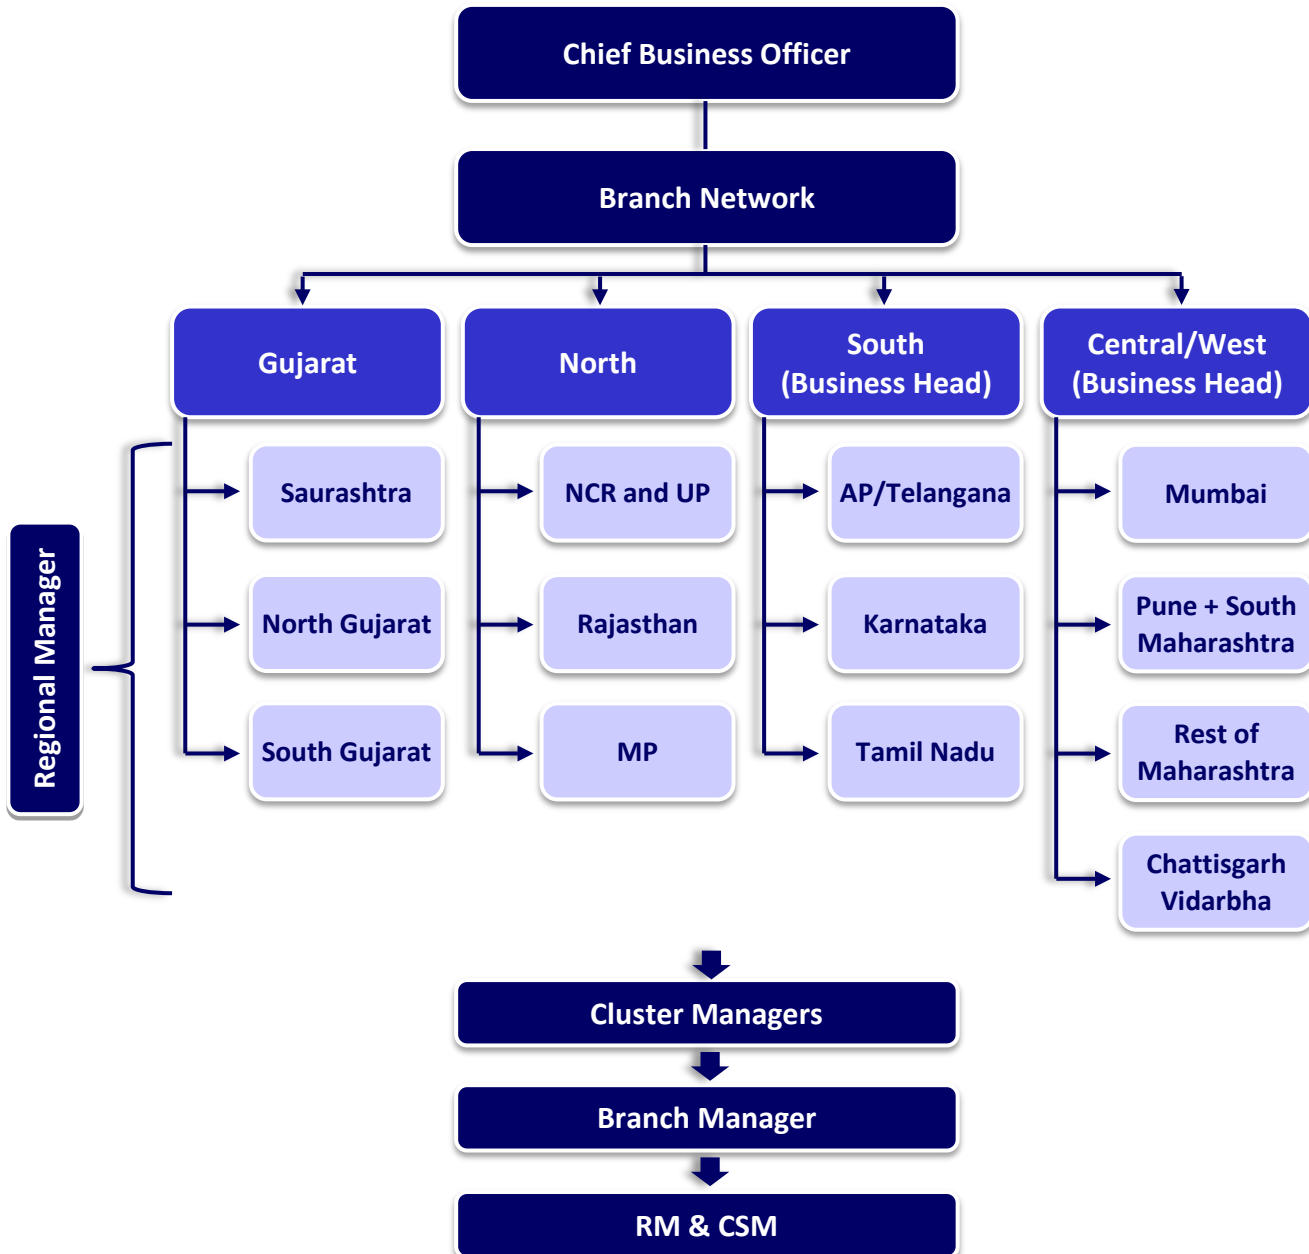 Chief Business Officer
Branch Network
Gujarat
North
South
(Business Head)
Central/West
(Business Head)
Regional Manager
Saurashtra
North Gujarat
South Gujarat
NCR and UP
Rajasthan
MP
AP/Telangana
Karnataka
Tamil Nadu
Mumbai
Pune + South
Maharashtra
Rest of
Maharashtra
Chattisgarh
Vidarbha
Cluster Managers
Branch Manager
RM & CSM